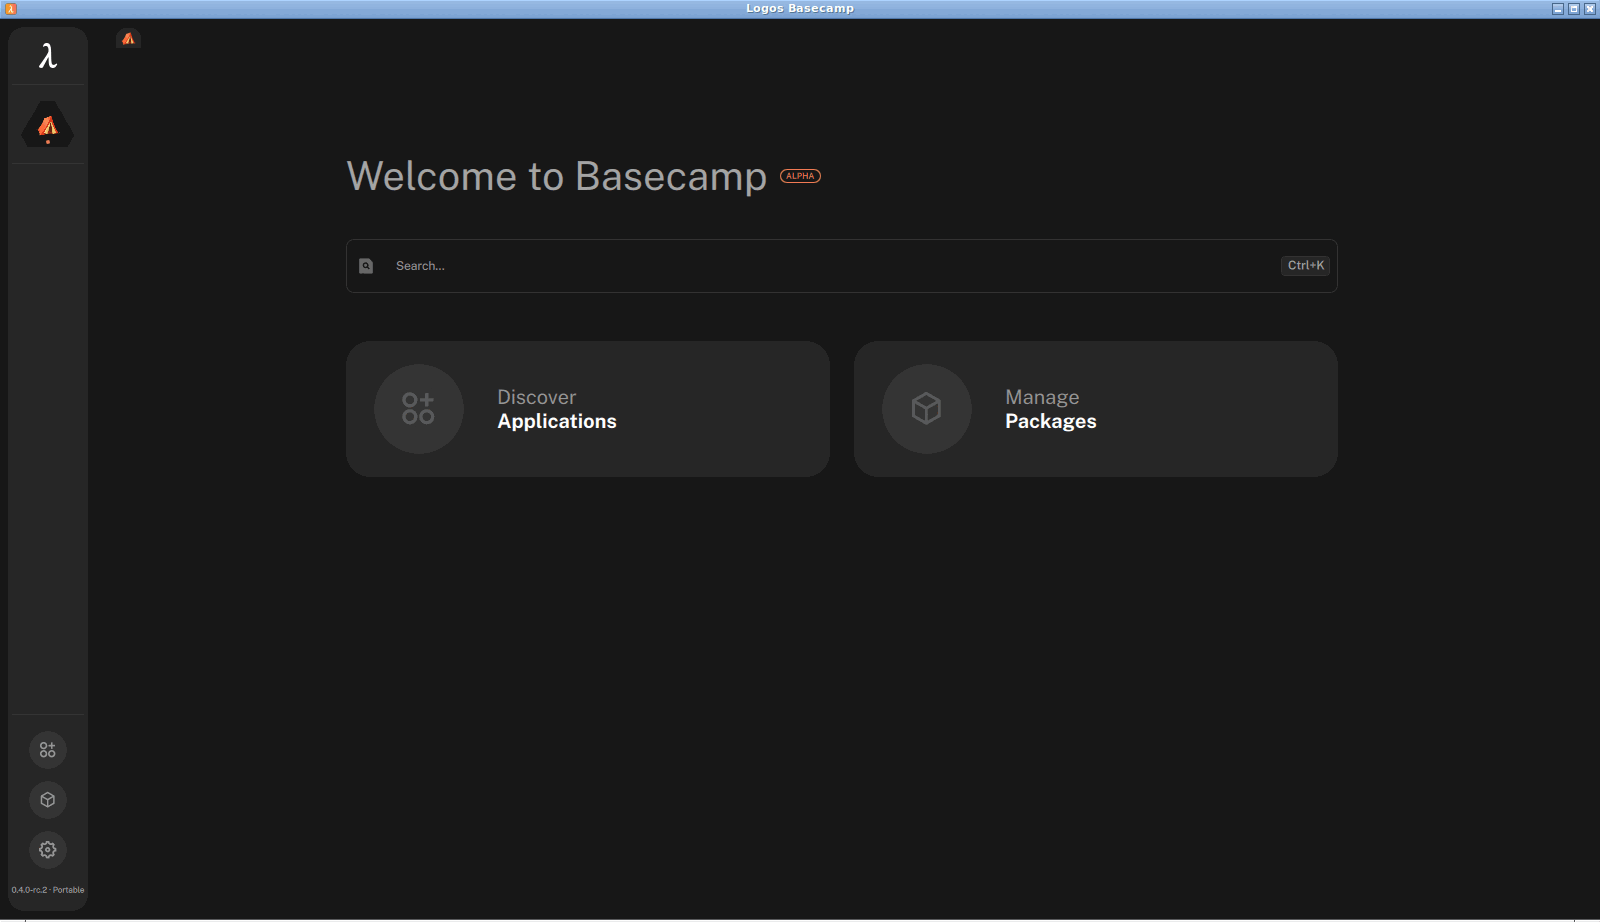 Logos Basecamp
λ
Welcome to Basecamp
ALPHA
Search...
Ctrl+K
Discover
Applications
Manage
Packages
0.4.0-rc.2 · Portable